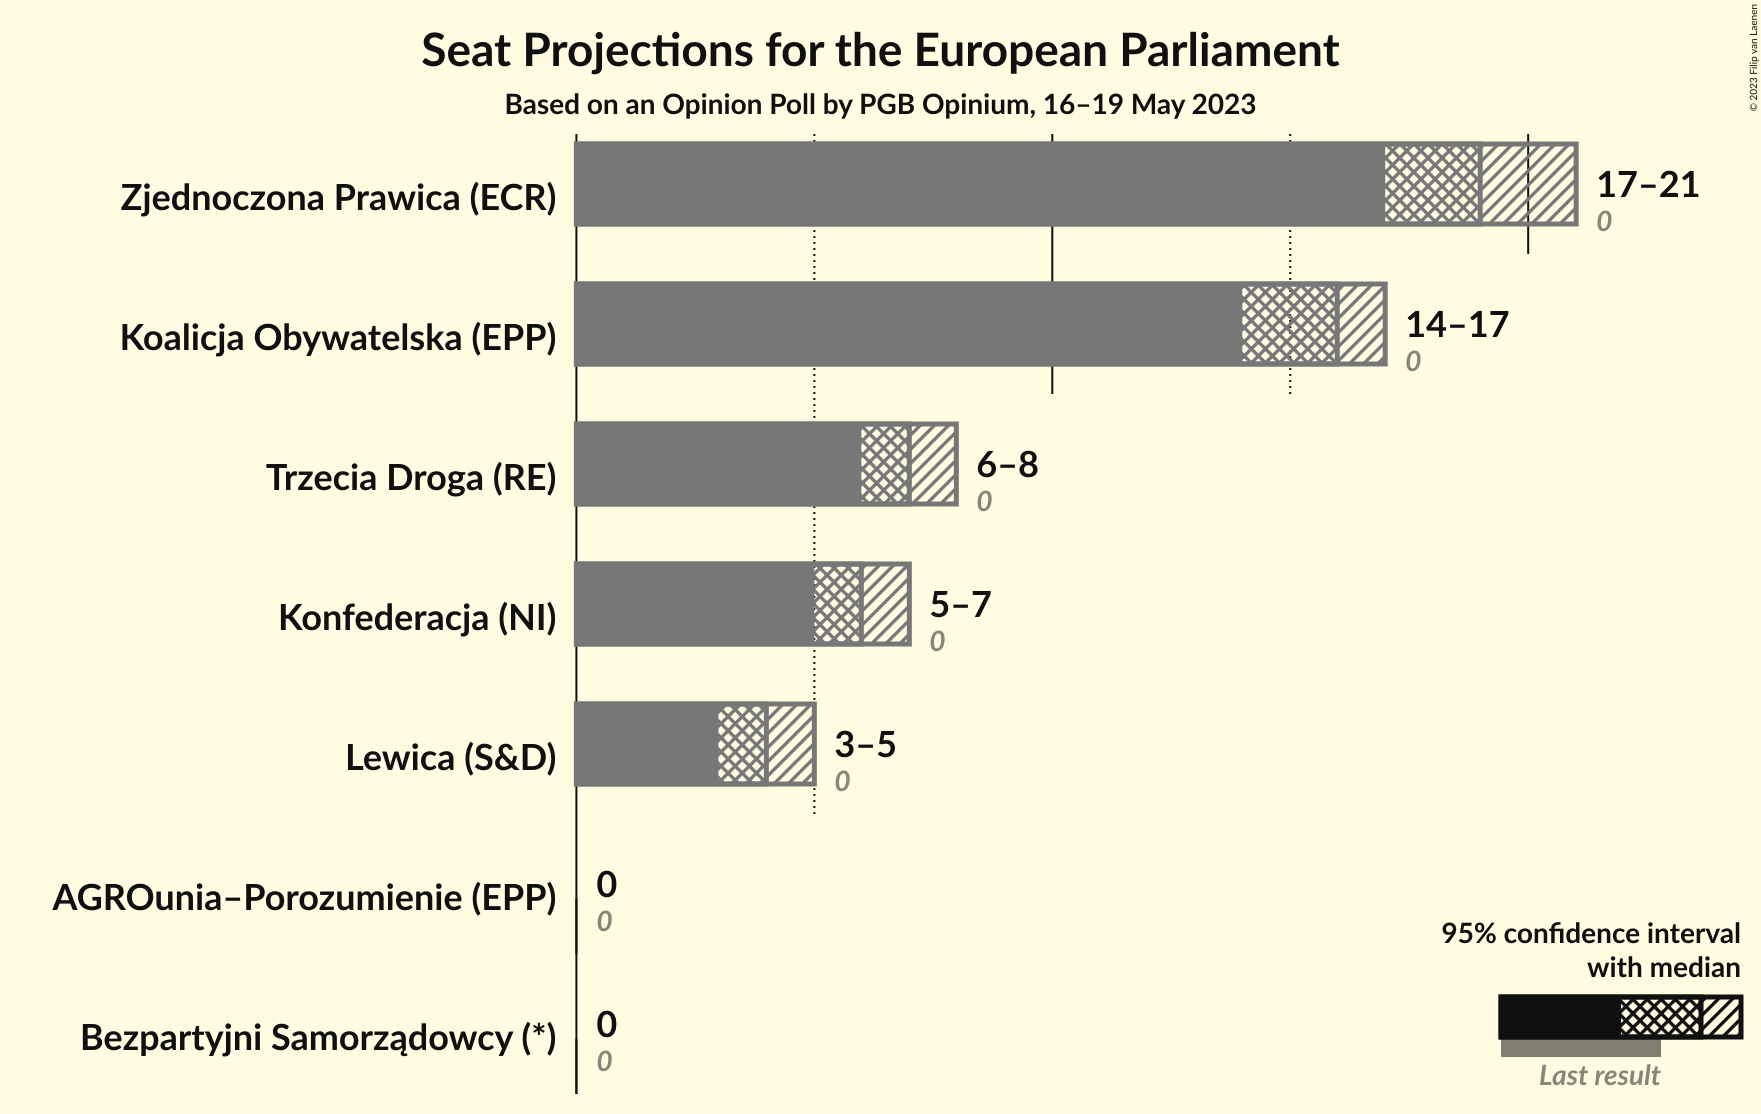 Seat Projections for the European Parliament
Based on an Opinion Poll by PGB Opinium, 16–19 May 2023
© 2023 Filip van Laenen
Zjednoczona Prawica (ECR)
17–21
0
Koalicja Obywatelska (EPP)
14–17
0
Trzecia Droga (RE)
6–8
0
Konfederacja (NI)
5–7
0
Lewica (S&D)
3–5
0
AGROunia–Porozumienie (EPP)
0
0
Bezpartyjni Samorządowcy (*)
0
0
95% confidence interval
with median
Last result